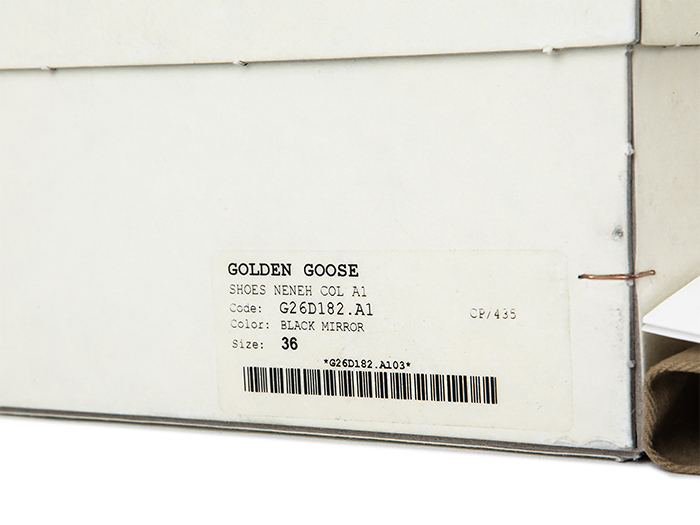 GOLDEN GOOSE
SHOES NENEH COL A1
Code: G26D182.A1 CP/435
Color: BLACK MIRROR
Size: 36
*G26D182.A103*